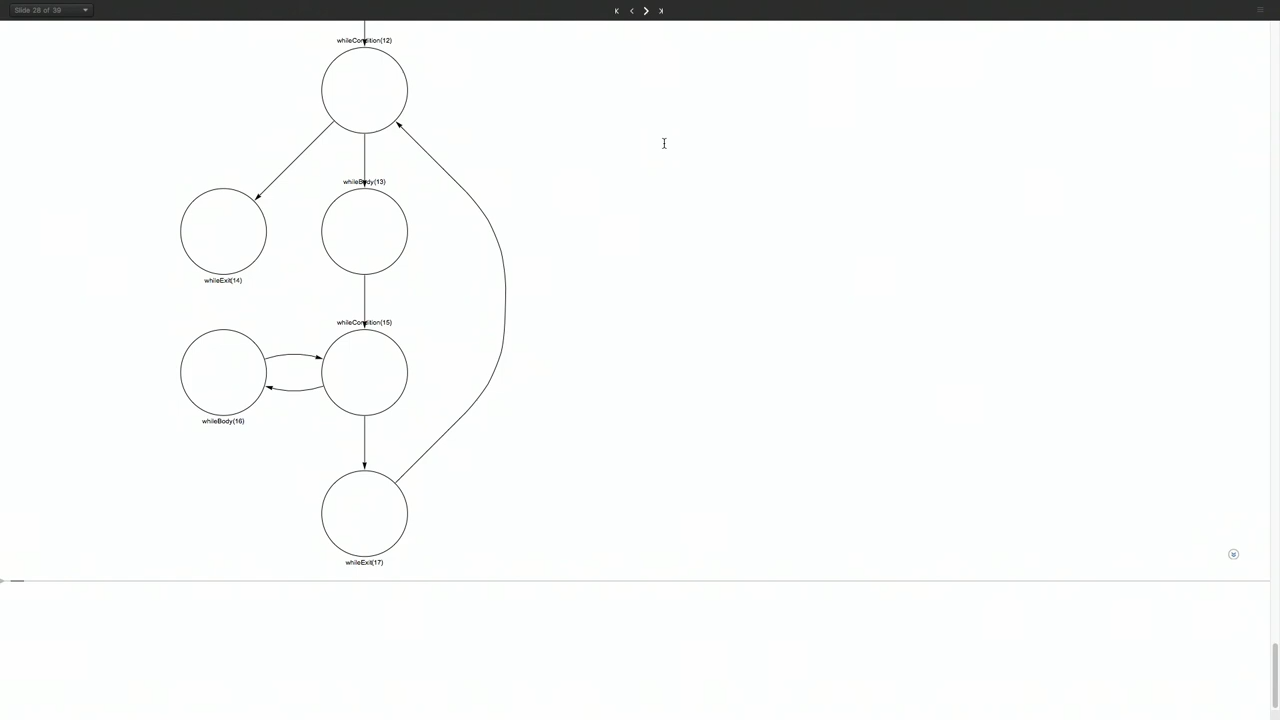 Slide 28 of 39
whileCondition(12)
whileBody(13)
whileExit(14)
whileCondition(15)
whileBody(16)
whileExit(17)